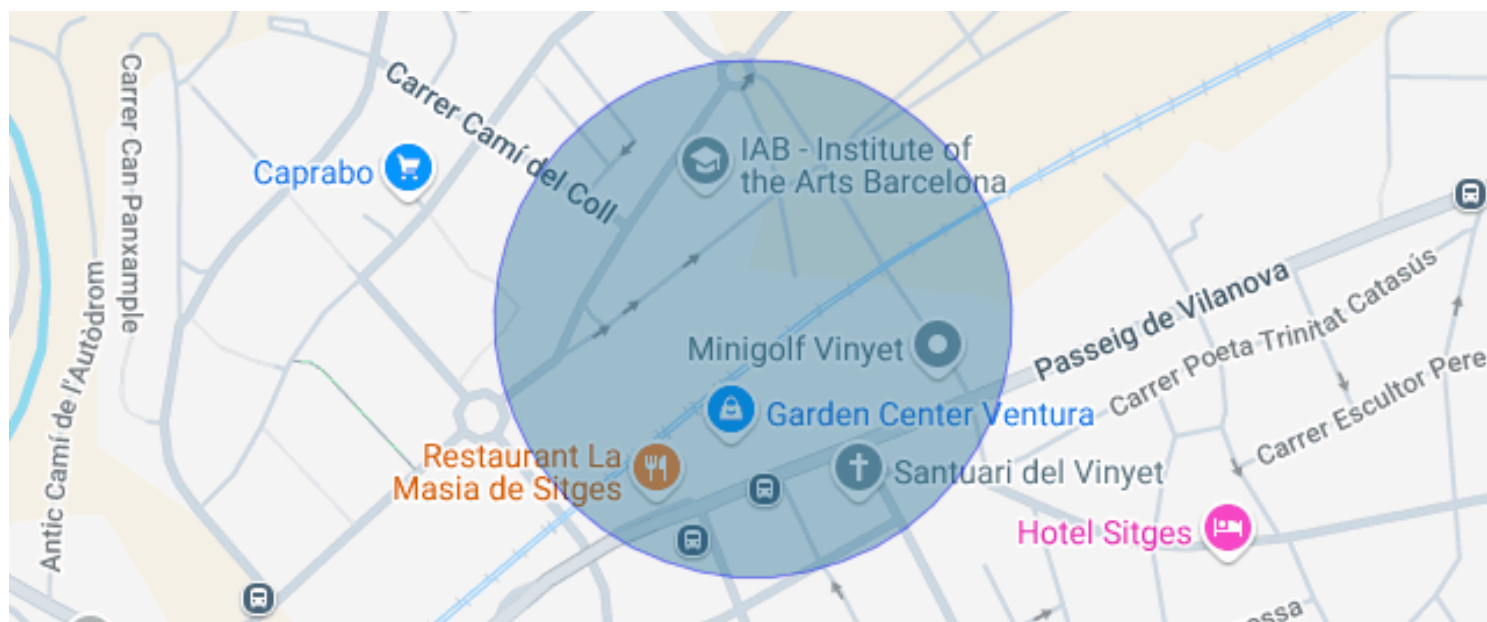 Carrer Can Panxample
Carrer Camí del Coll
Caprabo
IAB - Institute of
the Arts Barcelona
Antic Camí de l'Autòdrom
Minigolf Vinyet
Passeig de Vilanova
Carrer Poeta Trinitat Catasús
Carrer Escultor Pere
Garden Center Ventura
Restaurant La
Masia de Sitges
Santuari del Vinyet
Hotel Sitges